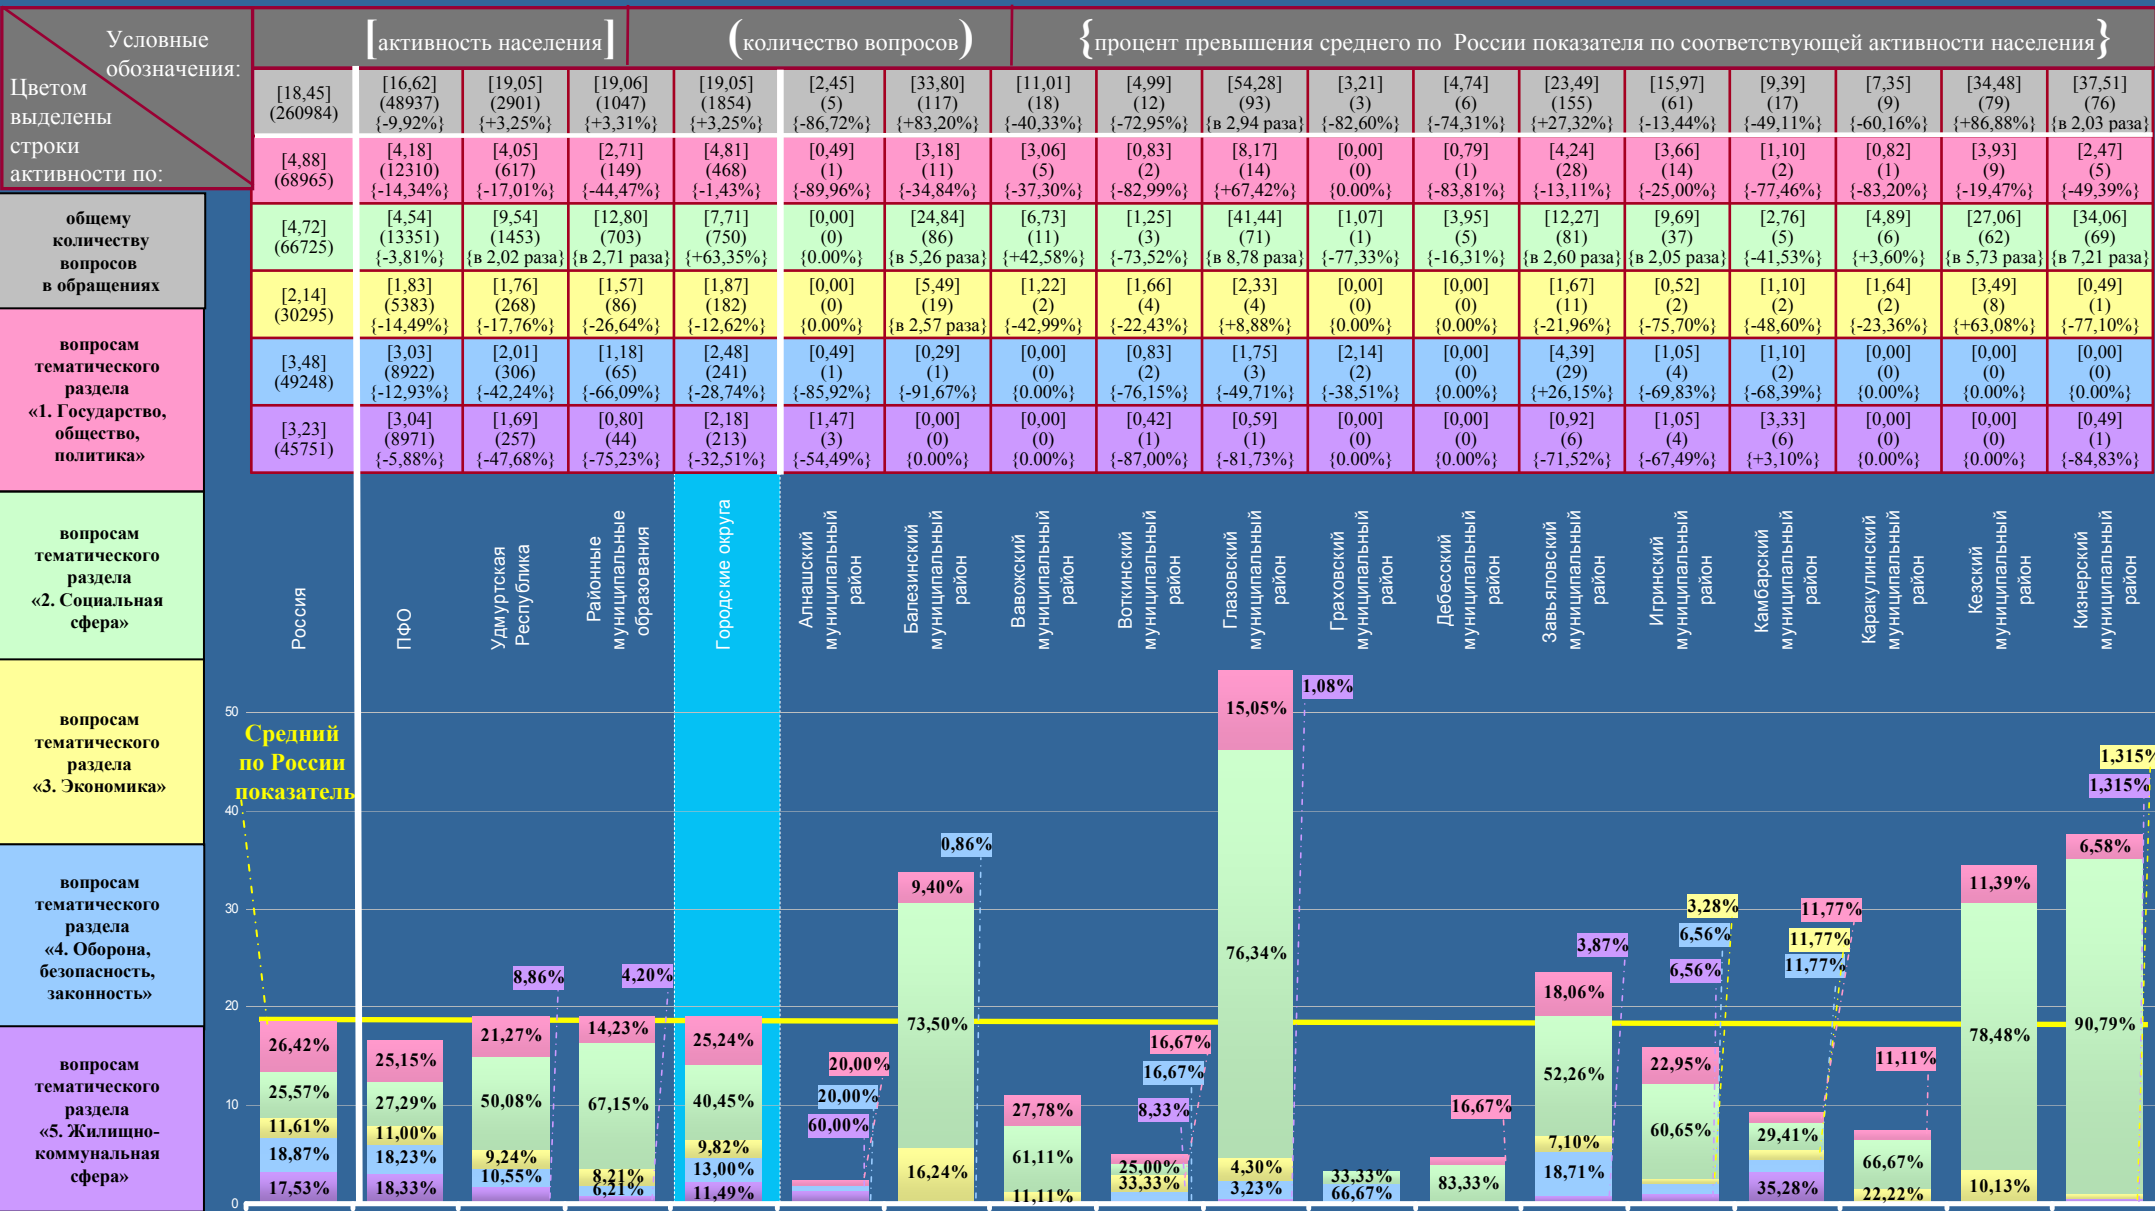 Условные
обозначения:
Цветом
выделены
строки
активности по:
[активность населения]
(количество вопросов)
{процент превышения среднего по России показателя по соответствующей активности населения}
[18,45] [16,62] [19,05] [19,06] [19,05] [2,45] [33,80] [11,01] [4,99] [54,28] [3,21] [4,74] [23,49] [15,97] [9,39] [7,35] [34,48] [37,51]
(260984) (48937) (2901) (1047) (1854) (5) (117) (18) (12) (93) (3) (6) (155) (61) (17) (9) (79) (76)
{-9,92%} {+3,25%} {+3,31%} {+3,25%} {-86,72%} {+83,20%} {-40,33%} {-72,95%} {в 2,94 раза} {-82,60%} {-74,31%} {+27,32%} {-13,44%} {-49,11%} {-60,16%} {+86,88%} {в 2,03 раза}
[4,88] [4,18] [4,05] [2,71] [4,81] [0,49] [3,18] [3,06] [0,83] [8,17] [0,00] [0,79] [4,24] [3,66] [1,10] [0,82] [3,93] [2,47]
(68965) (12310) (617) (149) (468) (1) (11) (5) (2) (14) (0) (1) (28) (14) (2) (1) (9) (5)
{-14,34%} {-17,01%} {-44,47%} {-1,43%} {-89,96%} {-34,84%} {-37,30%} {-82,99%} {+67,42%} {0.00%} {-83,81%} {-13,11%} {-25,00%} {-77,46%} {-83,20%} {-19,47%} {-49,39%}
[4,72] [4,54] [9,54] [12,80] [7,71] [0,00] [24,84] [6,73] [1,25] [41,44] [1,07] [3,95] [12,27] [9,69] [2,76] [4,89] [27,06] [34,06]
(66725) (13351) (1453) (703) (750) (0) (86) (11) (3) (71) (1) (5) (81) (37) (5) (6) (62) (69)
{-3,81%} {в 2,02 раза} {в 2,71 раза} {+63,35%} {0.00%} {в 5,26 раза} {+42,58%} {-73,52%} {в 8,78 раза} {-77,33%} {-16,31%} {в 2,60 раза} {в 2,05 раза} {-41,53%} {+3,60%} {в 5,73 раза} {в 7,21 раза}
[2,14] [1,83] [1,76] [1,57] [1,87] [0,00] [5,49] [1,22] [1,66] [2,33] [0,00] [0,00] [1,67] [0,52] [1,10] [1,64] [3,49] [0,49]
(30295) (5383) (268) (86) (182) (0) (19) (2) (4) (4) (0) (0) (11) (2) (2) (2) (8) (1)
{-14,49%} {-17,76%} {-26,64%} {-12,62%} {0.00%} {в 2,57 раза} {-42,99%} {-22,43%} {+8,88%} {0.00%} {0.00%} {-21,96%} {-75,70%} {-48,60%} {-23,36%} {+63,08%} {-77,10%}
[3,48] [3,03] [2,01] [1,18] [2,48] [0,49] [0,29] [0,00] [0,83] [1,75] [2,14] [0,00] [4,39] [1,05] [1,10] [0,00] [0,00] [0,00]
(49248) (8922) (306) (65) (241) (1) (1) (0) (2) (3) (2) (0) (29) (4) (2) (0) (0) (0)
{-12,93%} {-42,24%} {-66,09%} {-28,74%} {-85,92%} {-91,67%} {0.00%} {-76,15%} {-49,71%} {-38,51%} {0.00%} {+26,15%} {-69,83%} {-68,39%} {0.00%} {0.00%} {0.00%}
[3,23] [3,04] [1,69] [0,80] [2,18] [1,47] [0,00] [0,00] [0,42] [0,59] [0,00] [0,00] [0,92] [1,05] [3,33] [0,00] [0,00] [0,49]
(45751) (8971) (257) (44) (213) (3) (0) (0) (1) (1) (0) (0) (6) (4) (6) (0) (0) (1)
{-5,88%} {-47,68%} {-75,23%} {-32,51%} {-54,49%} {0.00%} {0.00%} {-87,00%} {-81,73%} {0.00%} {0.00%} {-71,52%} {-67,49%} {+3,10%} {0.00%} {0.00%} {-84,83%}
общему
количеству
вопросов
в обращениях
вопросам
тематического
раздела
«1. Государство,
общество,
политика»
вопросам
тематического
раздела
«2. Социальная
сфера»
вопросам
тематического
раздела
«3. Экономика»
вопросам
тематического
раздела
«4. Оборона,
безопасность,
законность»
вопросам
тематического
раздела
«5. Жилищно-
коммунальная
сфера»
Россия
ПФО
Удмуртская
Республика
Районные
муниципальные
образования
Городские округа
Алнашский
муниципальный
район
Балезинский
муниципальный
район
Вавожский
муниципальный
район
Воткинский
муниципальный
район
Глазовский
муниципальный
район
Граховский
муниципальный
район
Дебесский
муниципальный
район
Завьяловский
муниципальный
район
Игринский
муниципальный
район
Камбарский
муниципальный
район
Каракулинский
муниципальный
район
Кезский
муниципальный
район
Кизнерский
муниципальный
район
50
40
30
20
10
0
Средний
по России
показатель
26,42%
25,57%
11,61%
18,87%
17,53%
25,15%
27,29%
11,00%
18,23%
18,33%
8,86%
21,27%
50,08%
9,24%
10,55%
4,20%
14,23%
67,15%
8,21%
6,21%
25,24%
40,45%
9,82%
13,00%
11,49%
20,00%
20,00%
60,00%
0,86%
9,40%
73,50%
16,24%
27,78%
61,11%
11,11%
16,67%
16,67%
8,33%
25,00%
33,33%
1,08%
15,05%
76,34%
4,30%
3,23%
33,33%
66,67%
16,67%
83,33%
3,87%
18,06%
52,26%
7,10%
18,71%
3,28%
6,56%
6,56%
22,95%
60,65%
11,77%
11,77%
11,77%
29,41%
35,28%
11,11%
66,67%
22,22%
11,39%
78,48%
10,13%
1,315%
1,315%
6,58%
90,79%